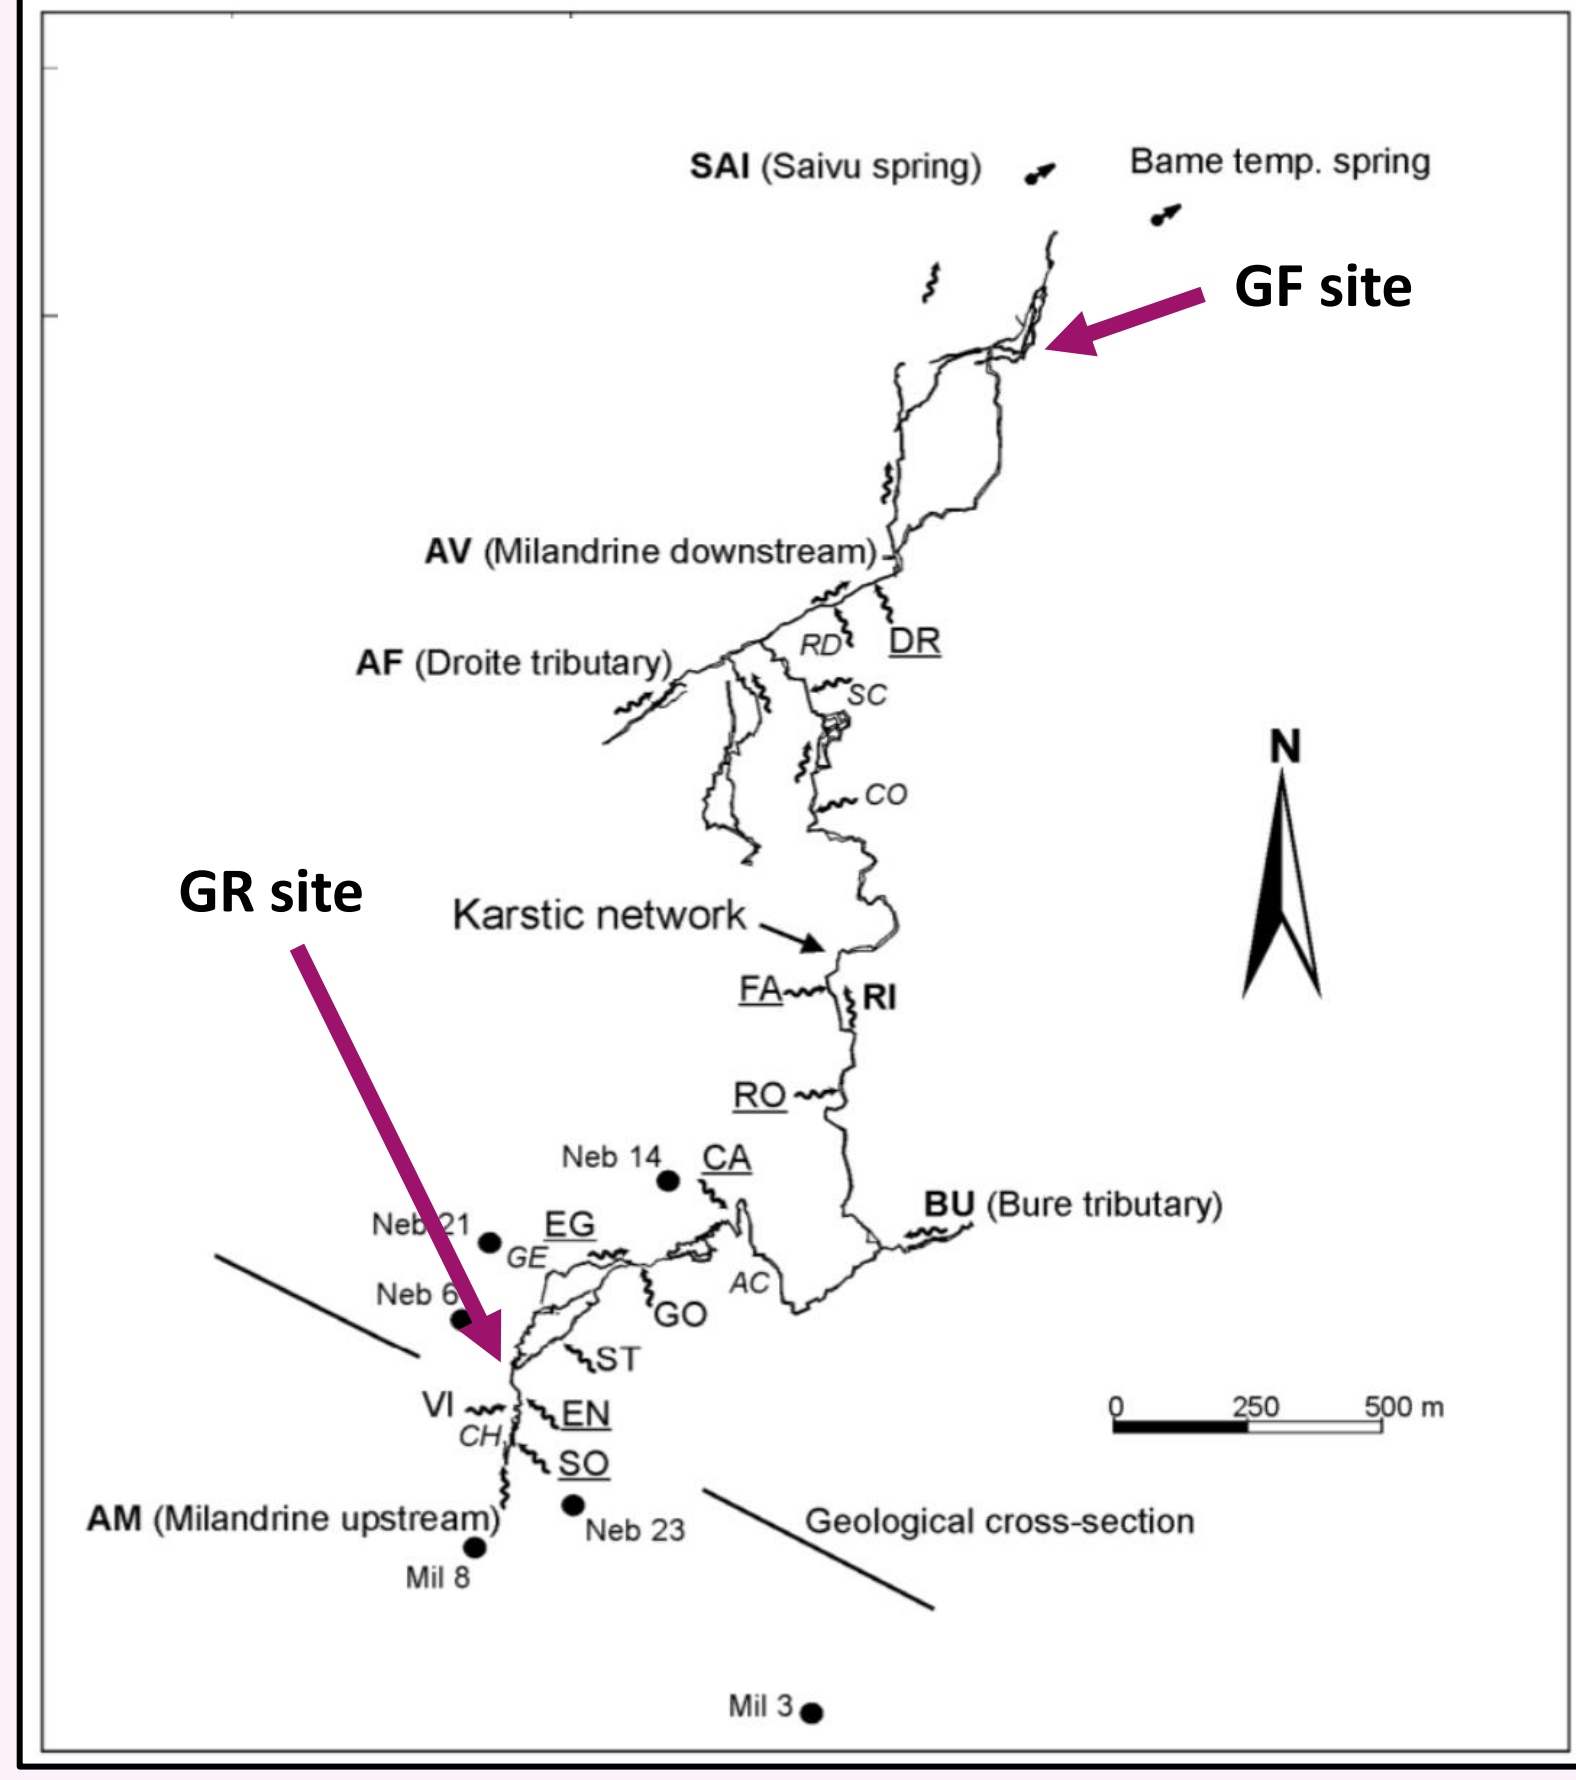 SAI (Saivu spring)
Bame temp. spring
GF site
AV (Milandrine downstream)
RD
DR
AF (Droite tributary)
SC
N
CO
GR site
Karstic network
FA
RI
RO
Neb 14
CA
BU (Bure tributary)
Neb 21
EG
GE
AC
Neb 6
GO
ST
VI
EN
0 250 500 m
CH
SO
AM (Milandrine upstream)
Neb 23
Geological cross-section
Mil 8
Mil 3